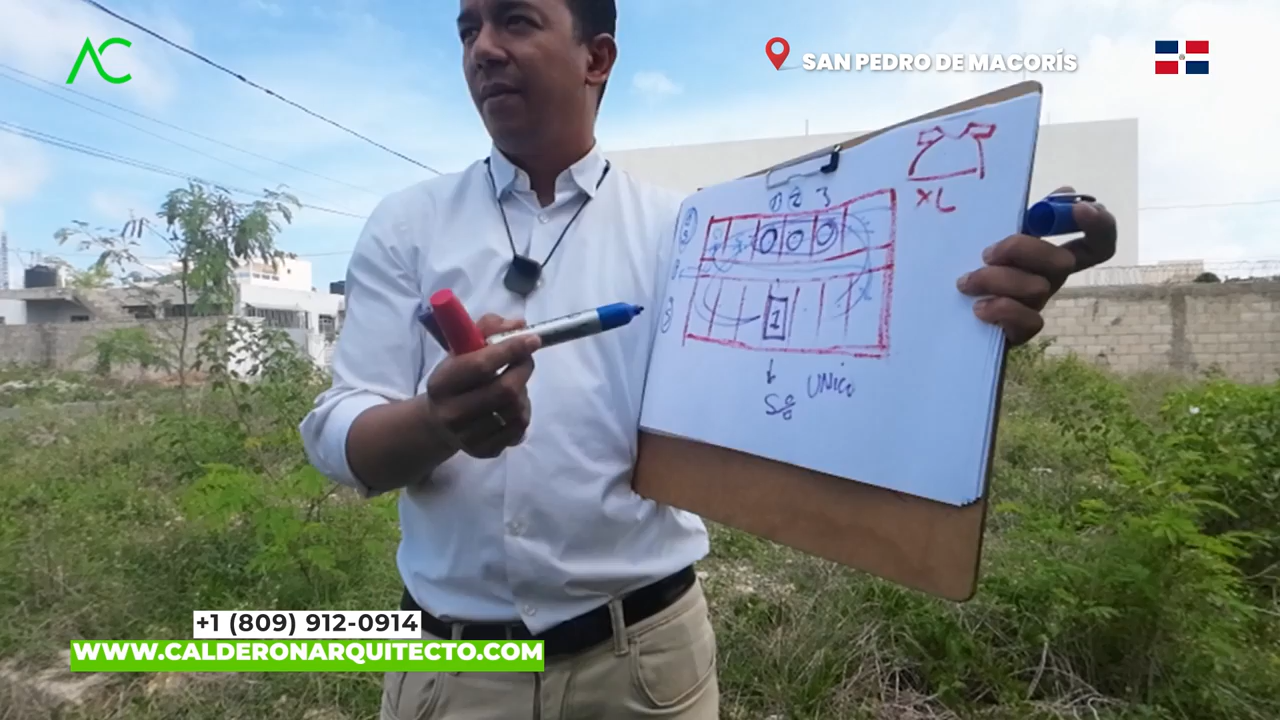 AC
SAN PEDRO DE MACORÍS
XL
1 2 3
1
UNICO
+1 (809) 912-0914
WWW.CALDERONARQUITECTO.COM